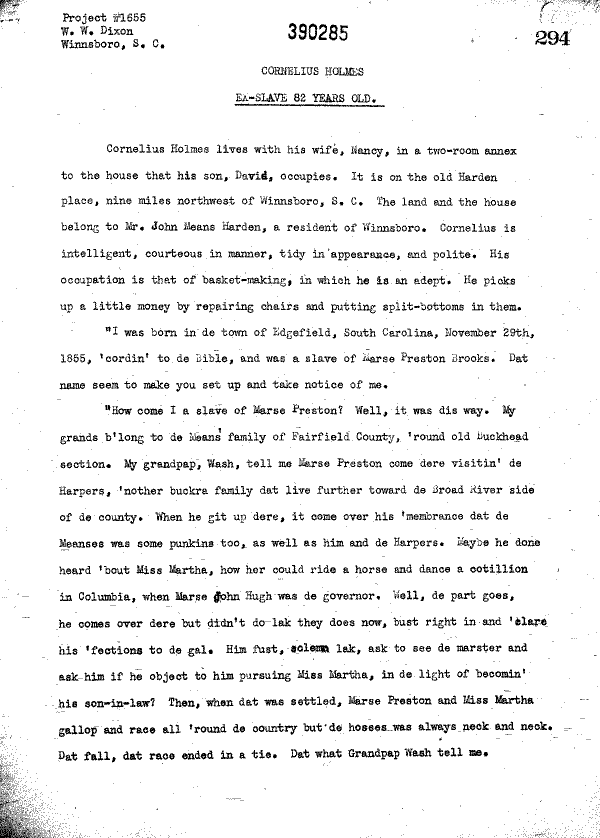 Project #1655
W. W. Dixon
Winnsboro, S. C.
390285
294
CORNELIUS HOLMES
EX-SLAVE 82 YEARS OLD.
Cornelius Holmes lives with his wife, Nancy, in a two-room annex
to the house that his son, David, occupies. It is on the old Harden
place, nine miles northwest of Winnsboro, S. C. The land and the house
belong to Mr. John Means Harden, a resident of Winnsboro. Cornelius is
intelligent, courteous in manner, tidy in appearance, and polite. His
occupation is that of basket-making, in which he is an adept. He picks
up a little money by repairing chairs and putting split-bottoms in them.
"I was born in de town of Edgefield, South Carolina, November 29th,
1855, 'cordin' to de Bible, and was a slave of Marse Preston Brooks. Dat
name seem to make you set up and take notice of me.
"How come I a slave of Marse Preston? Well, it was dis way. My
grands b'long to de Means' family of Fairfield County, 'round old Buckhead
section. My grandpap, Wash, tell me Marse Preston come dere visitin' de
Harpers, 'nother buckra family dat live further toward de Broad River side
of de county. When he git up dere, it come over his 'membrance dat de
Meanses was some punkins too, as well as him and de Harpers. Maybe he done
heard 'bout Miss Martha, how her could ride a horse and dance a cotillion
in Columbia, when Marse John Hugh was de governor. Well, de part goes,
he comes over dere but didn't do lak they does now, bust right in and 'clare
his 'fections to de gal. Him fust, solemn lak, ask to see de marster and
ask him if he object to him pursuing Miss Martha, in de light of becomin'
his son-in-law? Then, when dat was settled, Marse Preston and Miss Martha
gallop and race all 'round de country but de hosses was always neck and neck.
Dat fall, dat race ended in a tie. Dat what Grandpap Wash tell me.